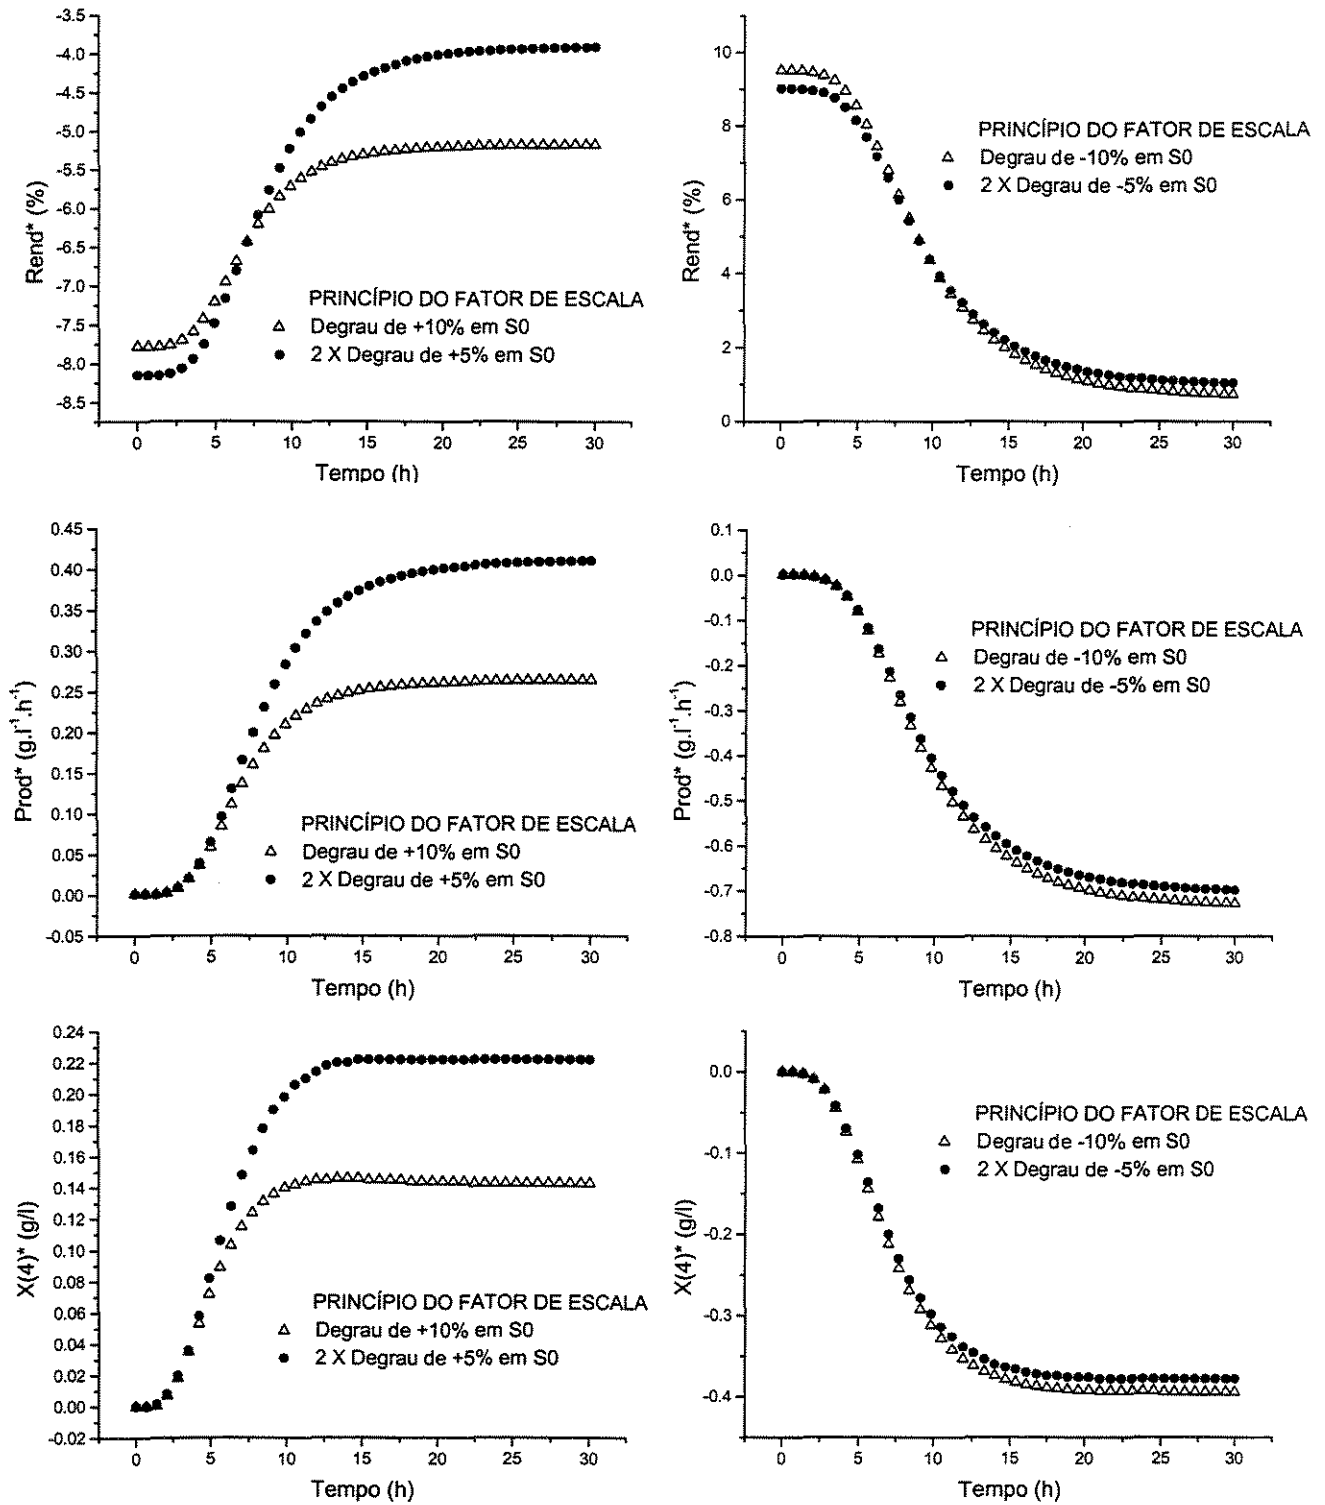 -3.5
-4.0
-4.5
-5.0
-5.5
-6.0
-6.5
-7.0
-7.5
-8.0
-8.5
Rend* (%)
PRINCÍPIO DO FATOR DE ESCALA
Degrau de +10% em S0
2 X Degrau de +5% em S0
0 5 10 15 20 25 30
Tempo (h)
10
8
6
4
2
0
Rend* (%)
PRINCÍPIO DO FATOR DE ESCALA
Degrau de -10% em S0
2 X Degrau de -5% em S0
0 5 10 15 20 25 30
Tempo (h)
0.45
0.40
0.35
0.30
0.25
0.20
0.15
0.10
0.05
0.00
-0.05
Prod* (g.l⁻¹.h⁻¹)
PRINCÍPIO DO FATOR DE ESCALA
Degrau de +10% em S0
2 X Degrau de +5% em S0
0 5 10 15 20 25 30
Tempo (h)
0.1
0.0
-0.1
-0.2
-0.3
-0.4
-0.5
-0.6
-0.7
-0.8
Prod* (g.l⁻¹.h⁻¹)
PRINCÍPIO DO FATOR DE ESCALA
Degrau de -10% em S0
2 X Degrau de -5% em S0
0 5 10 15 20 25 30
Tempo (h)
0.24
0.22
0.20
0.18
0.16
0.14
0.12
0.10
0.08
0.06
0.04
0.02
0.00
-0.02
X(4)* (g/l)
PRINCÍPIO DO FATOR DE ESCALA
Degrau de +10% em S0
2 X Degrau de +5% em S0
0 5 10 15 20 25 30
Tempo (h)
0.0
-0.1
-0.2
-0.3
-0.4
X(4)* (g/l)
PRINCÍPIO DO FATOR DE ESCALA
Degrau de -10% em S0
2 X Degrau de -5% em S0
0 5 10 15 20 25 30
Tempo (h)